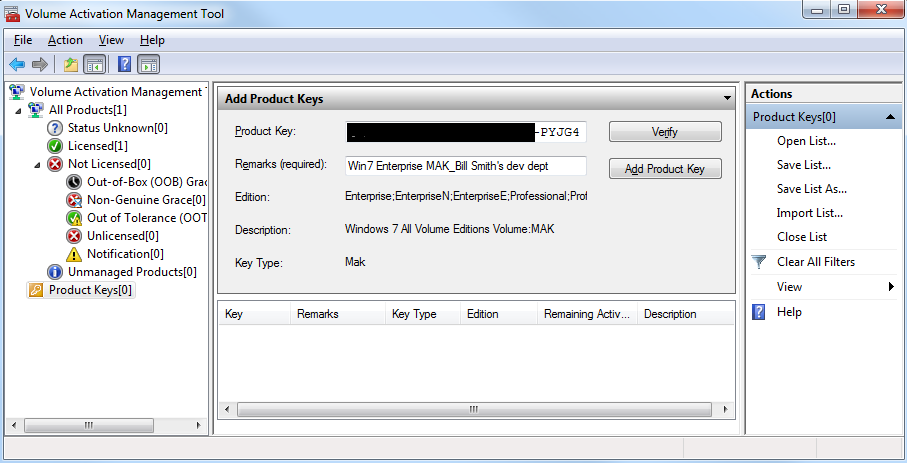 Volume Activation Management Tool
File Action View Help
Volume Activation Management T
All Products[1]
Status Unknown[0]
Licensed[1]
Not Licensed[0]
Out-of-Box (OOB) Grac
Non-Genuine Grace[0]
Out of Tolerance (OOT
Unlicensed[0]
Notification[0]
Unmanaged Products[0]
Product Keys[0]
Add Product Keys
Product Key: -PYJG4 Verify
Remarks (required): Win7 Enterprise MAK_Bill Smith's dev dept Add Product Key
Edition: Enterprise;EnterpriseN;EnterpriseE;Professional;Prof
Description: Windows 7 All Volume Editions Volume:MAK
Key Type: Mak
Key Remarks Key Type Edition Remaining Activ... Description
Actions
Product Keys[0]
Open List...
Save List...
Save List As...
Import List...
Close List
Clear All Filters
View
Help